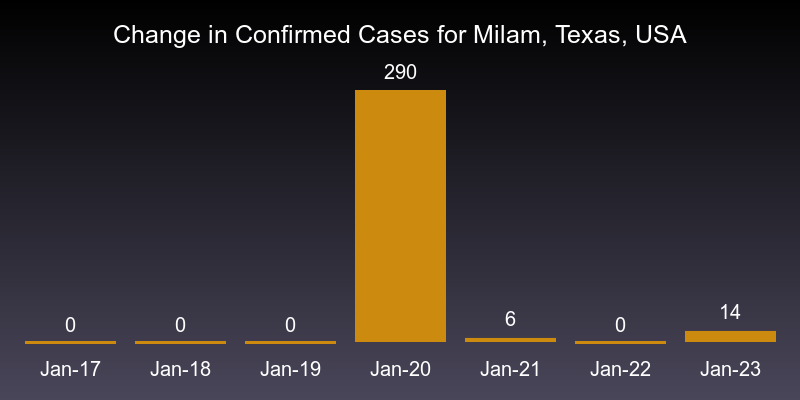 Change in Confirmed Cases for Milam, Texas, USA
290
0
0
0
6
0
14
Jan-17
Jan-18
Jan-19
Jan-20
Jan-21
Jan-22
Jan-23